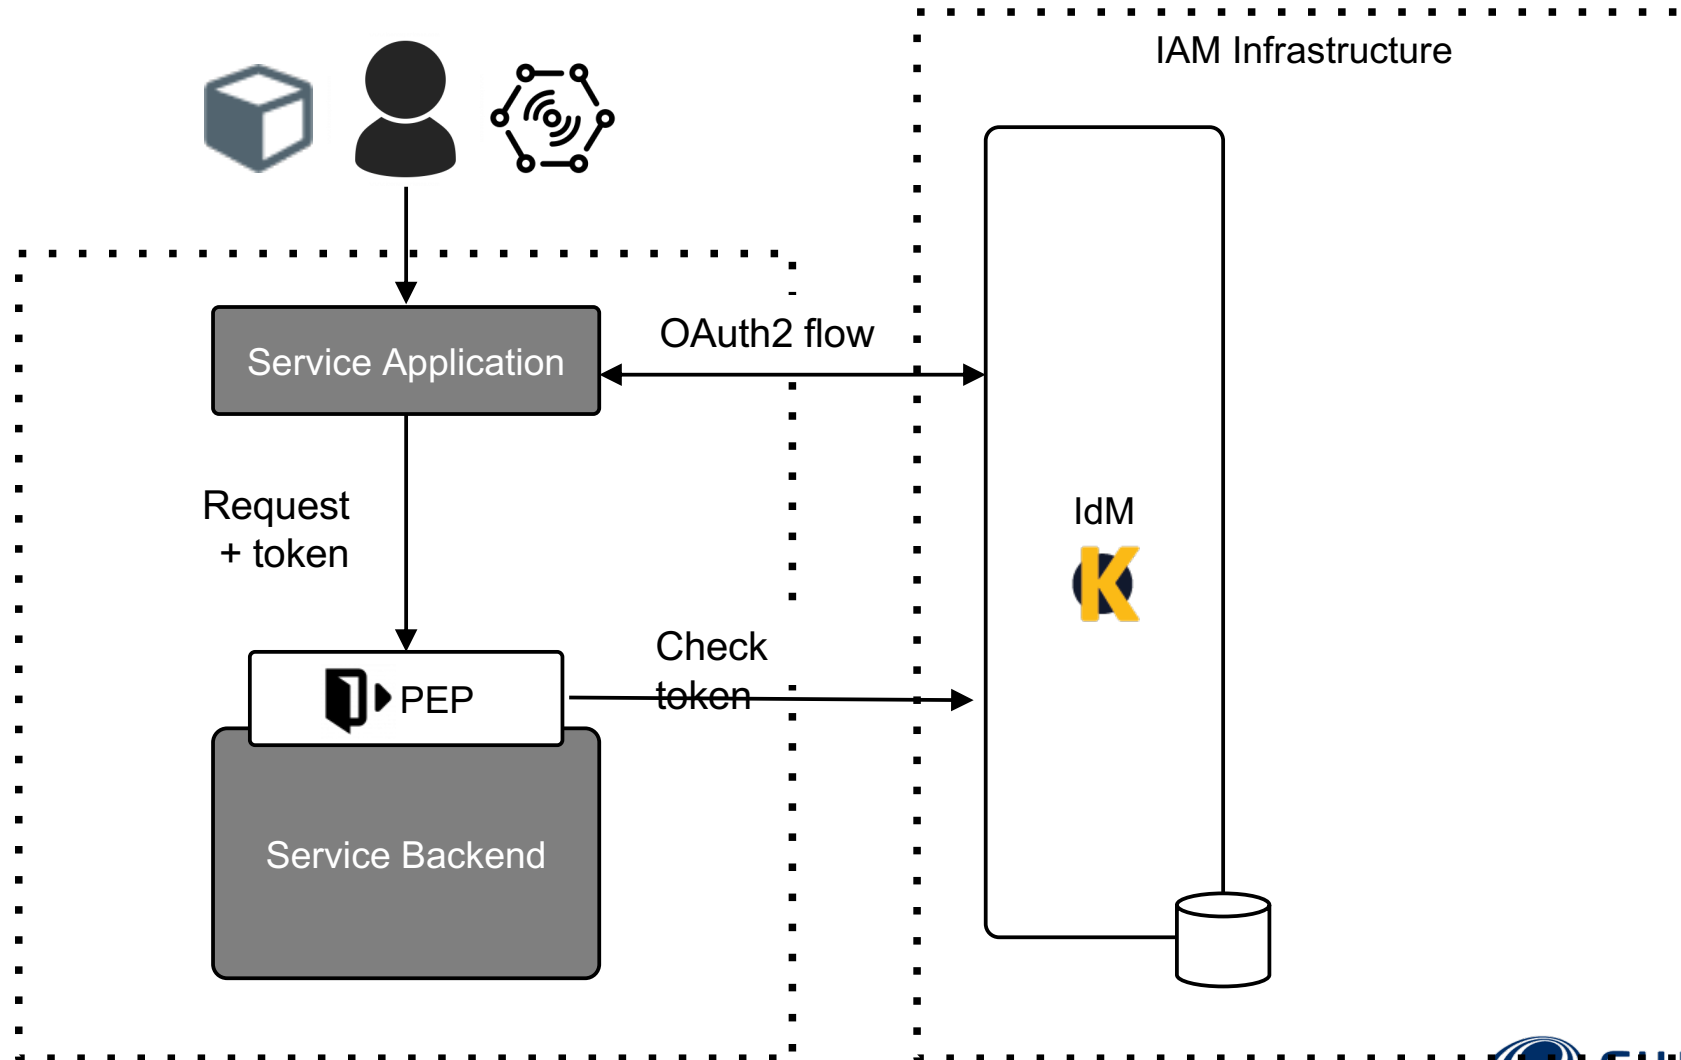 IAM Infrastructure
OAuth2 flow
Service Application
Request
+ token
IdM
Check
token
PEP
Service Backend